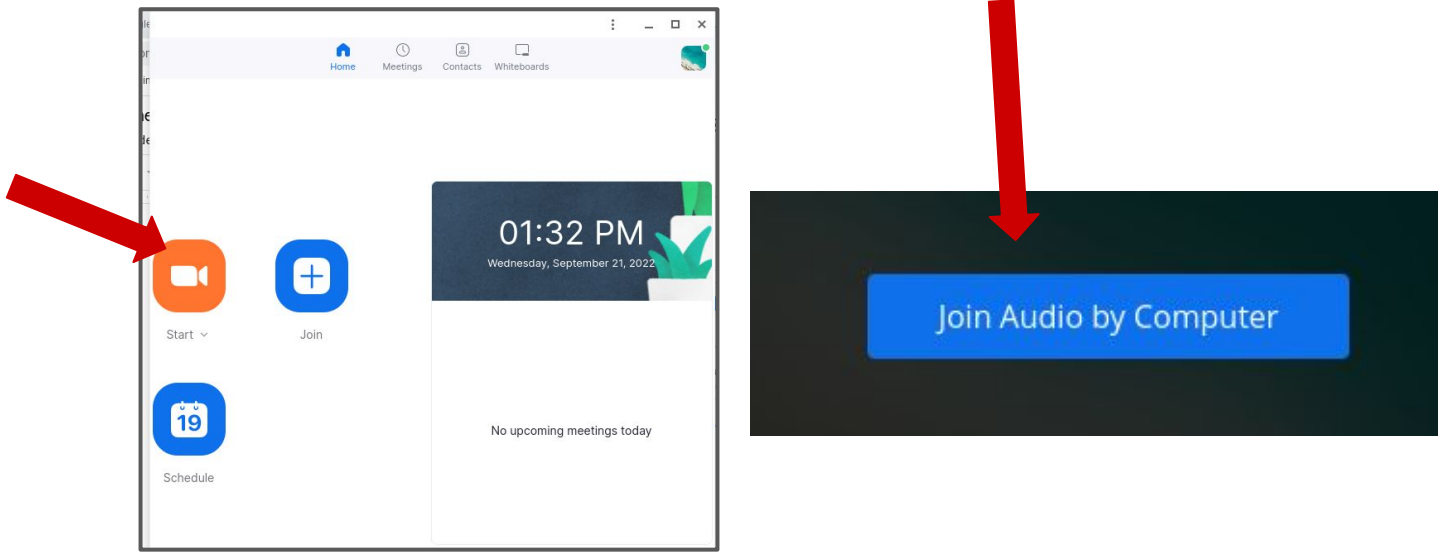 Home
Meetings
Contacts
Whiteboards
01:32 PM
Wednesday, September 21, 2022
Start
Join
19
Schedule
No upcoming meetings today
Join Audio by Computer